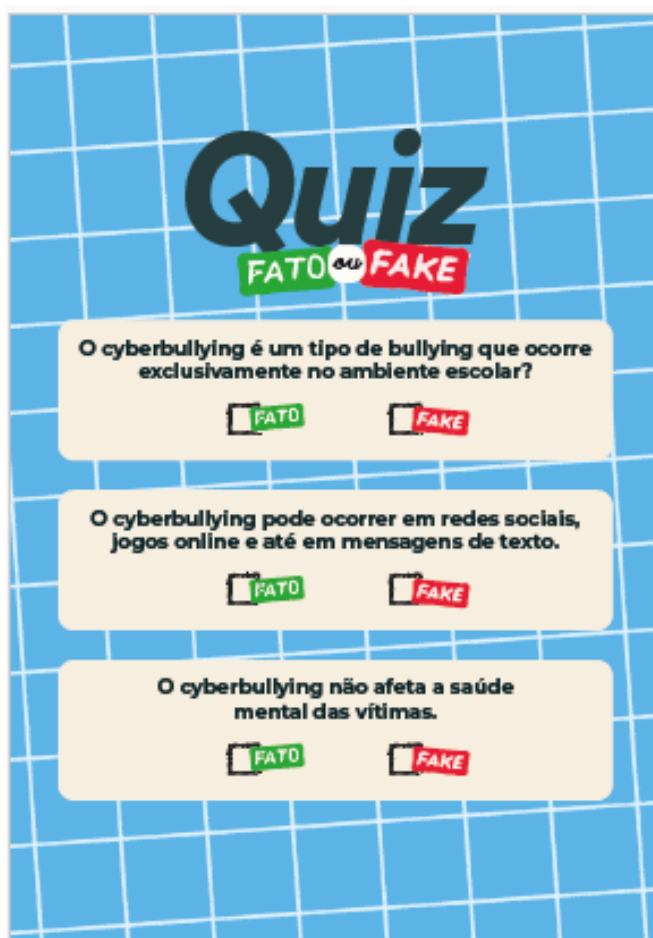 Quiz
FATO ou FAKE
O cyberbullying é um tipo de bullying que ocorre
exclusivamente no ambiente escolar?
FATO FAKE
O cyberbullying pode ocorrer em redes sociais,
jogos online e até em mensagens de texto.
FATO FAKE
O cyberbullying não afeta a saúde
mental das vítimas.
FATO FAKE